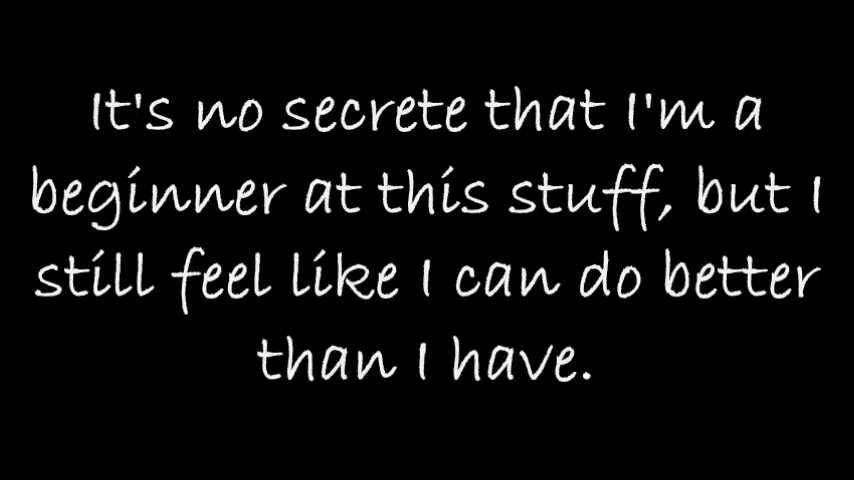 It's no secrete that I'm a
beginner at this stuff, but I
still feel like I can do better
than I have.